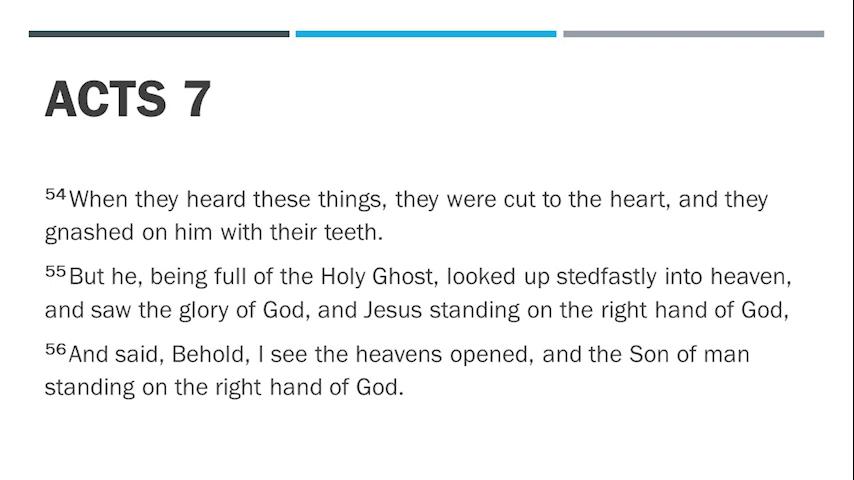 ACTS 7
54 When they heard these things, they were cut to the heart, and they
gnashed on him with their teeth.
55 But he, being full of the Holy Ghost, looked up stedfastly into heaven,
and saw the glory of God, and Jesus standing on the right hand of God,
56 And said, Behold, I see the heavens opened, and the Son of man
standing on the right hand of God.